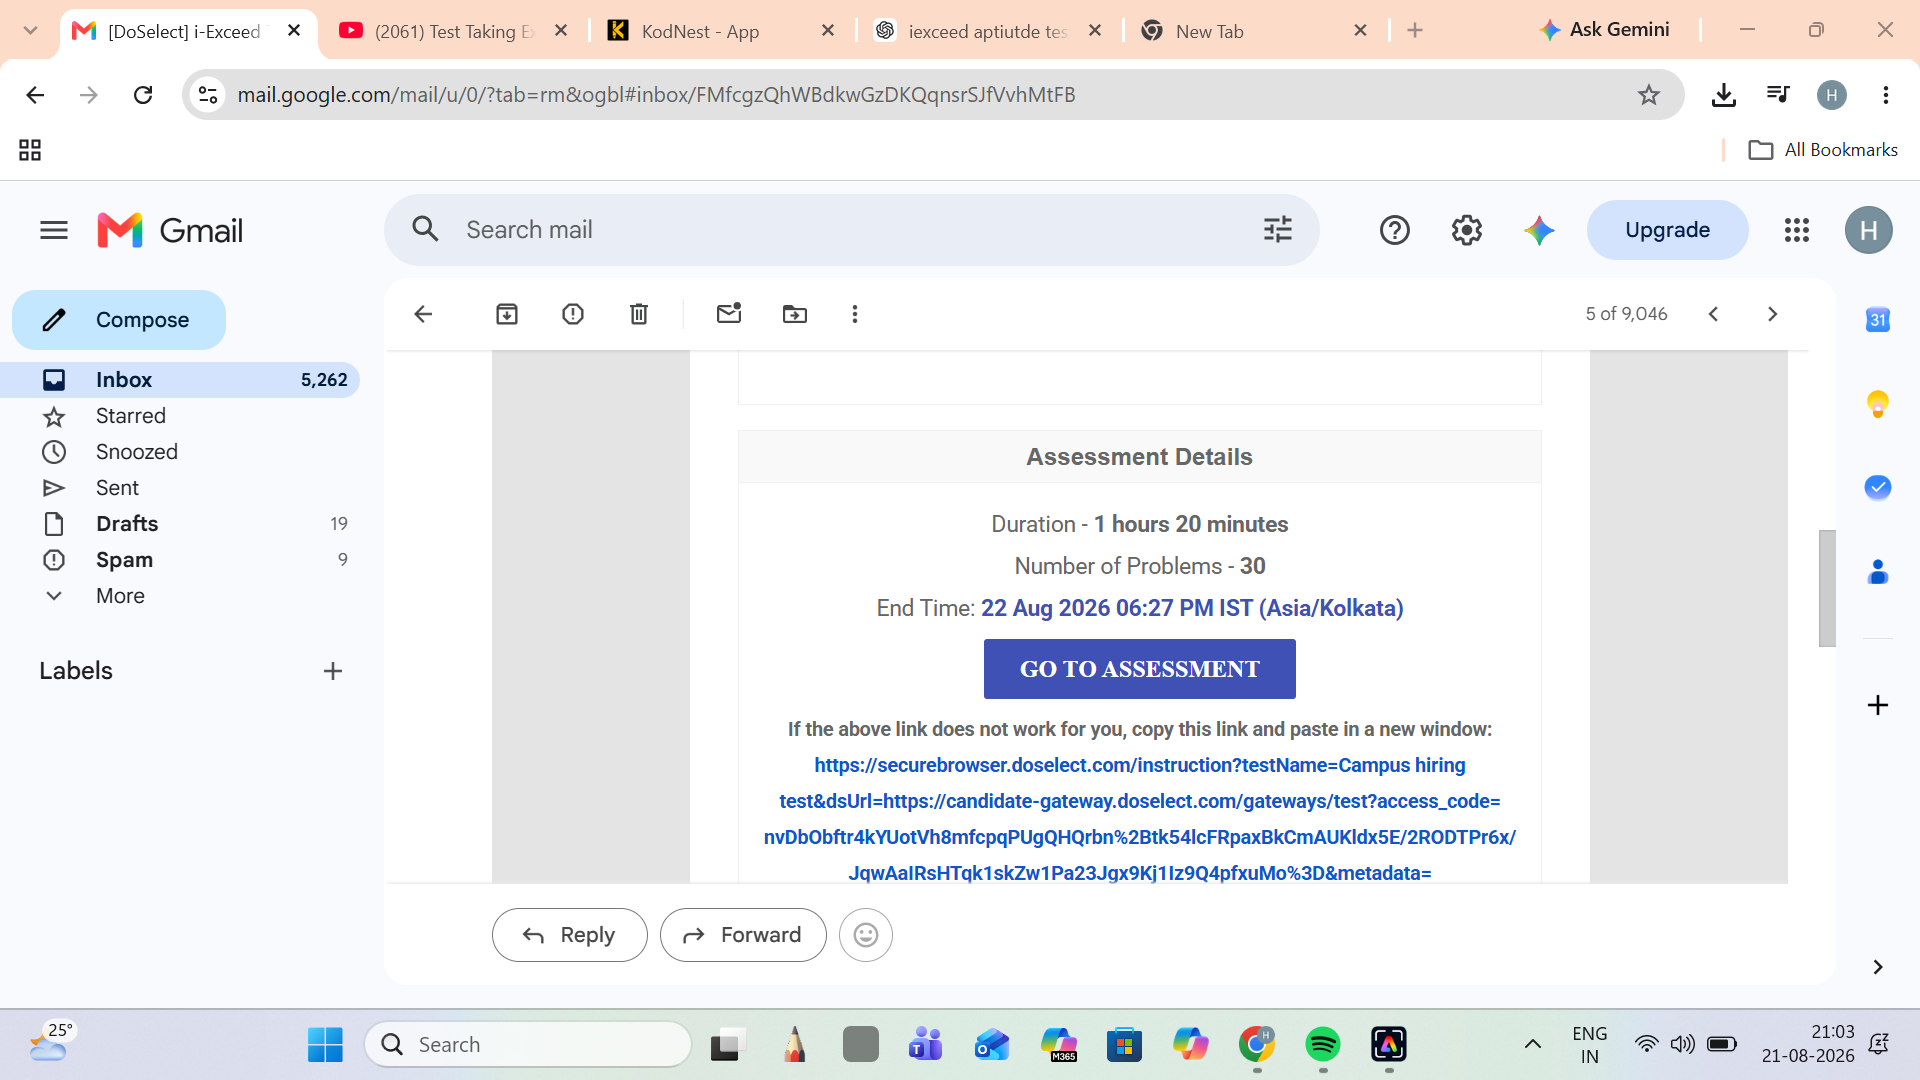 [DoSelect] i-Exceed
(2061) Test Taking Ex
KodNest - App
iexceed aptiutde tes
New Tab
Ask Gemini
mail.google.com/mail/u/0/?tab=rm&ogbl#inbox/FMfcgzQhWBdkwGzDKQqnsrSJfVvhMtFB
H
All Bookmarks
Gmail
Search mail
Upgrade
H
Compose
5 of 9,046
31
Inbox 5,262
Starred
Snoozed
Sent
Drafts 19
Spam 9
More
Labels
Assessment Details
Duration - 1 hours 20 minutes
Number of Problems - 30
End Time: 22 Aug 2026 06:27 PM IST (Asia/Kolkata)
GO TO ASSESSMENT
If the above link does not work for you, copy this link and paste in a new window:
https://securebrowser.doselect.com/instruction?testName=Campus hiring
test&dsUrl=https://candidate-gateway.doselect.com/gateways/test?access_code=
nvDbObftr4kYUotVh8mfcpqPUgQHQrbn%2Btk54lcFRpaxBkCmAUKldx5E/2RODTPr6x/
JqwAaIRsHTqk1skZw1Pa23Jgx9Kj1Iz9Q4pfxuMo%3D&metadata=
Reply
Forward
25°
Search
T
O
M365
H
ENG
IN
21:03
21-08-2026